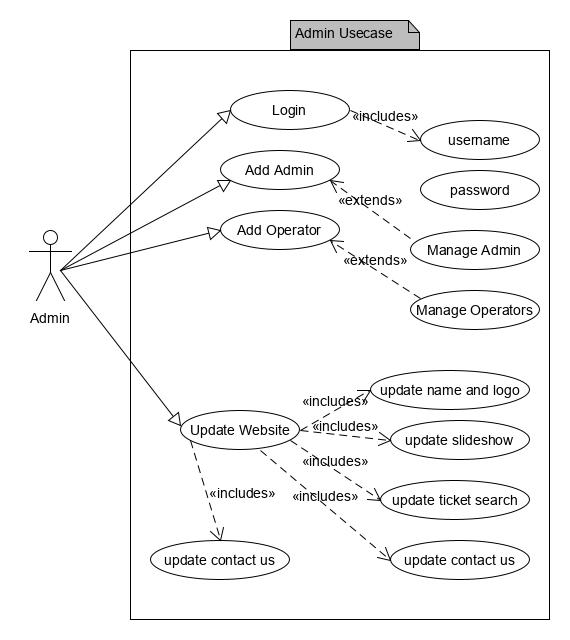 Admin Usecase
Login
«includes»
username
Add Admin
password
«extends»
Add Operator
Manage Admin
«extends»
Manage Operators
Admin
update name and logo
«includes»
Update Website
«includes»
update slideshow
«includes»
«includes»
«includes»
update ticket search
update contact us
update contact us